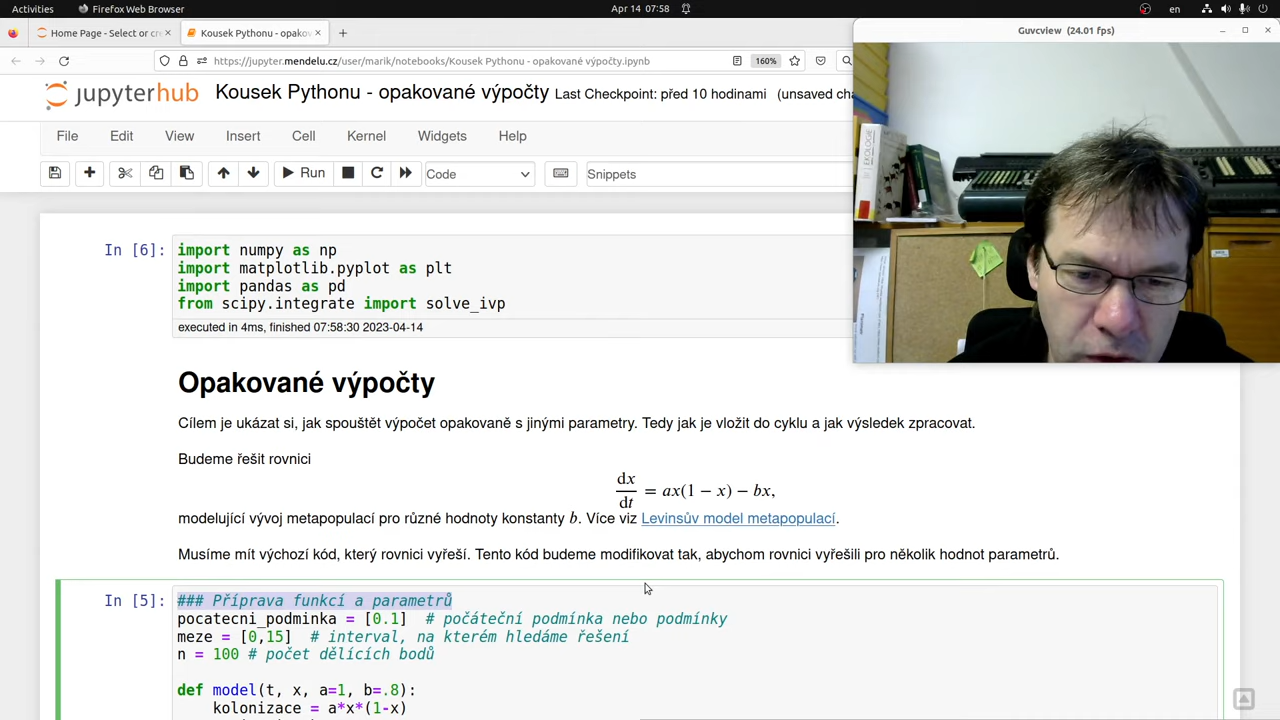 Activities
Firefox Web Browser
Apr 14 07:58
en
Home Page - Select or cre
Kousek Pythonu - opakov
https://jupyter.mendelu.cz/user/marik/notebooks/Kousek Pythonu - opakované výpočty.ipynb
160%
Guvcview (24.01 fps)
jupyterhub
Kousek Pythonu - opakované výpočty Last Checkpoint: před 10 hodinami (unsaved cha
File Edit View Insert Cell Kernel Widgets Help
Run
Code
Snippets
EKOLOGIE
In [6]:
import numpy as np
import matplotlib.pyplot as plt
import pandas as pd
from scipy.integrate import solve_ivp
executed in 4ms, finished 07:58:30 2023-04-14
Opakované výpočty
Cílem je ukázat si, jak spouštět výpočet opakovaně s jinými parametry. Tedy jak je vložit do cyklu a jak výsledek zpracovat.
Budeme řešit rovnici
dx/dt = ax(1 − x) − bx,
modelující vývoj metapopulací pro různé hodnoty konstanty b. Více viz Levinsův model metapopulací.
Musíme mít výchozí kód, který rovnici vyřeší. Tento kód budeme modifikovat tak, abychom rovnici vyřešili pro několik hodnot parametrů.
In [5]:
### Příprava funkcí a parametrů
pocatecni_podminka = [0.1] # počáteční podmínka nebo podmínky
meze = [0,15] # interval, na kterém hledáme řešení
n = 100 # počet dělících bodů
def model(t, x, a=1, b=.8):
kolonizace = a*x*(1-x)